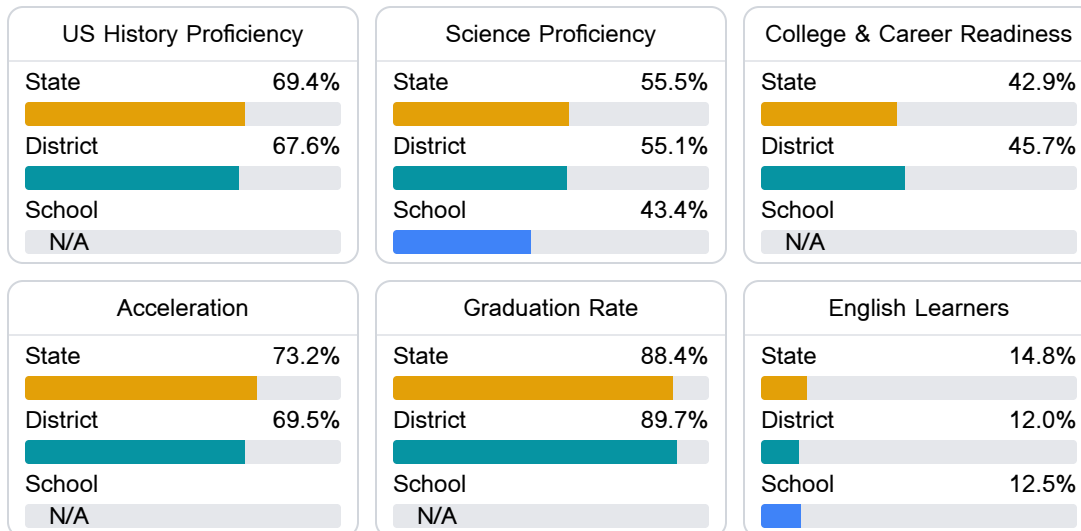 US History Proficiency
State 69.4%
District 67.6%
School
N/A
Science Proficiency
State 55.5%
District 55.1%
School 43.4%
College & Career Readiness
State 42.9%
District 45.7%
School
N/A
Acceleration
State 73.2%
District 69.5%
School
N/A
Graduation Rate
State 88.4%
District 89.7%
School
N/A
English Learners
State 14.8%
District 12.0%
School 12.5%